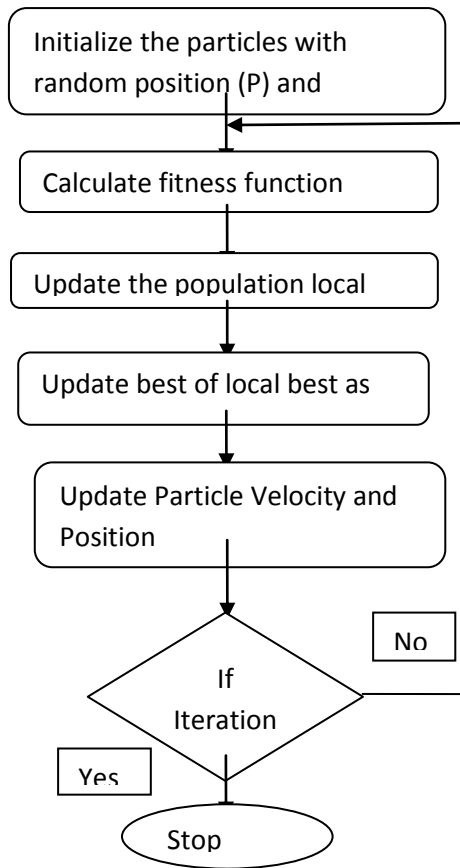 Initialize the particles with
random position (P) and
Calculate fitness function
Update the population local
Update best of local best as
Update Particle Velocity and
Position
If
Iteration
No
Yes
Stop